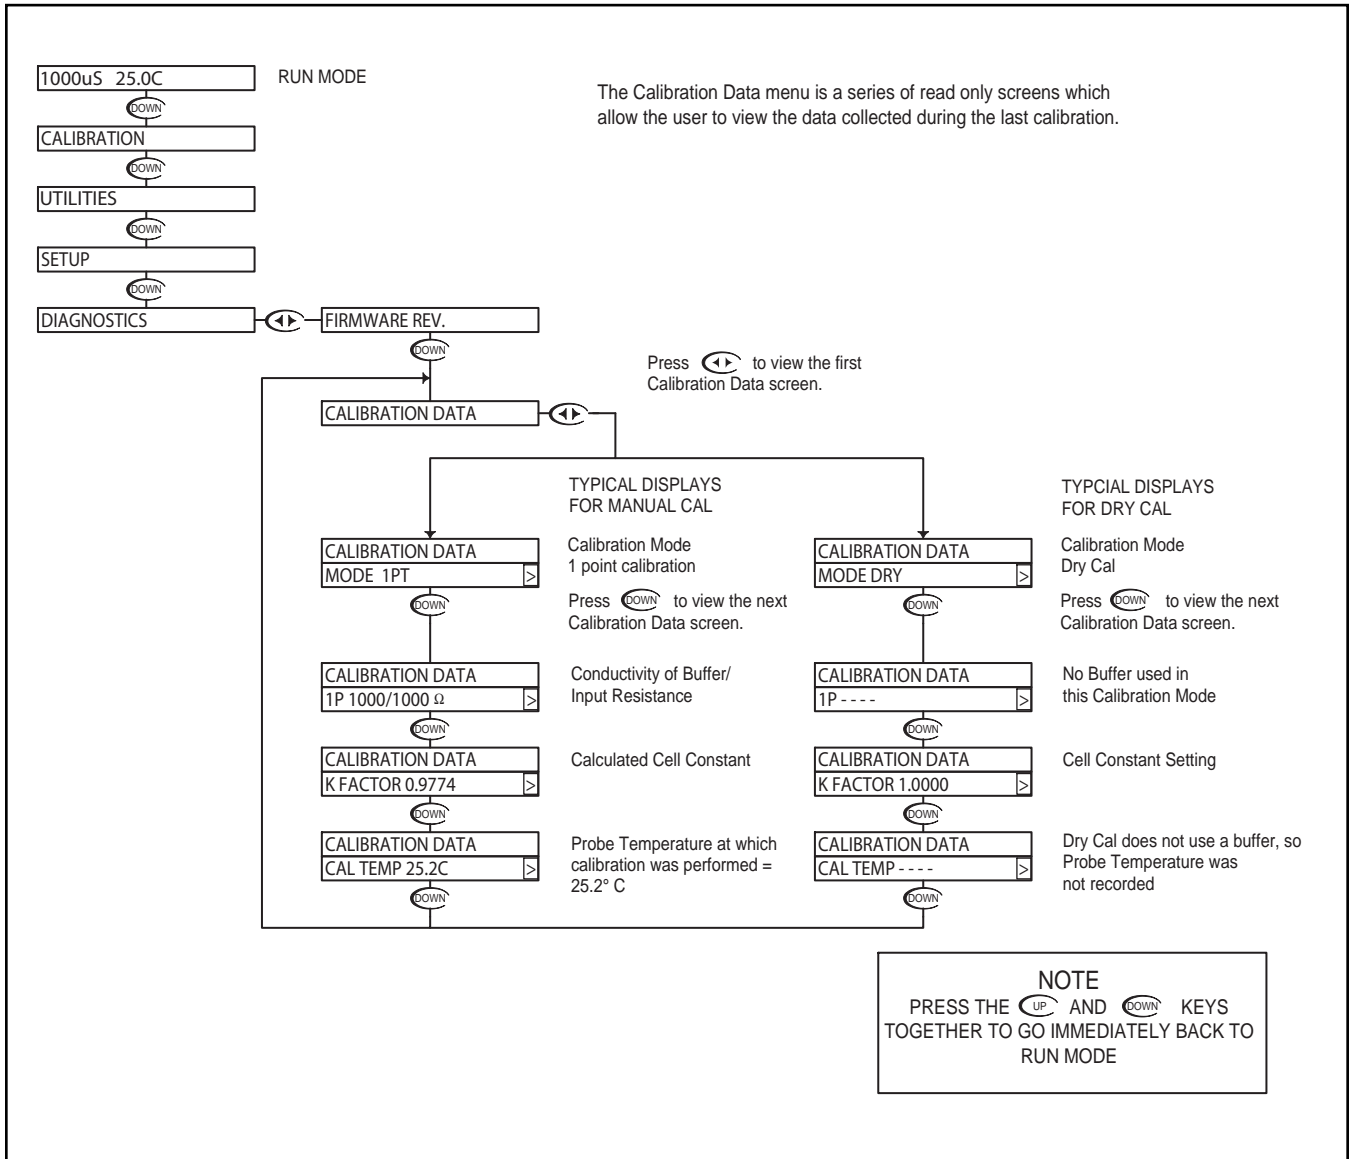 1000uS 25.0C
RUN MODE
The Calibration Data menu is a series of read only screens which
allow the user to view the data collected during the last calibration.
DOWN
CALIBRATION
DOWN
UTILITIES
DOWN
SETUP
DOWN
DIAGNOSTICS
FIRMWARE REV.
DOWN
Press to view the first
Calibration Data screen.
CALIBRATION DATA
TYPICAL DISPLAYS
FOR MANUAL CAL
CALIBRATION DATA
MODE 1PT >
Calibration Mode
1 point calibration
DOWN
Press DOWN to view the next
Calibration Data screen.
CALIBRATION DATA
1P 1000/1000 Ω >
Conductivity of Buffer/
Input Resistance
DOWN
CALIBRATION DATA
K FACTOR 0.9774 >
Calculated Cell Constant
DOWN
CALIBRATION DATA
CAL TEMP 25.2C >
Probe Temperature at which
calibration was performed =
25.2° C
DOWN
TYPCIAL DISPLAYS
FOR DRY CAL
CALIBRATION DATA
MODE DRY >
Calibration Mode
Dry Cal
DOWN
Press DOWN to view the next
Calibration Data screen.
CALIBRATION DATA
1P - - - - >
No Buffer used in
this Calibration Mode
DOWN
CALIBRATION DATA
K FACTOR 1.0000 >
Cell Constant Setting
DOWN
CALIBRATION DATA
CAL TEMP - - - - >
Dry Cal does not use a buffer, so
Probe Temperature was
not recorded
DOWN
NOTE
PRESS THE UP AND DOWN KEYS
TOGETHER TO GO IMMEDIATELY BACK TO
RUN MODE